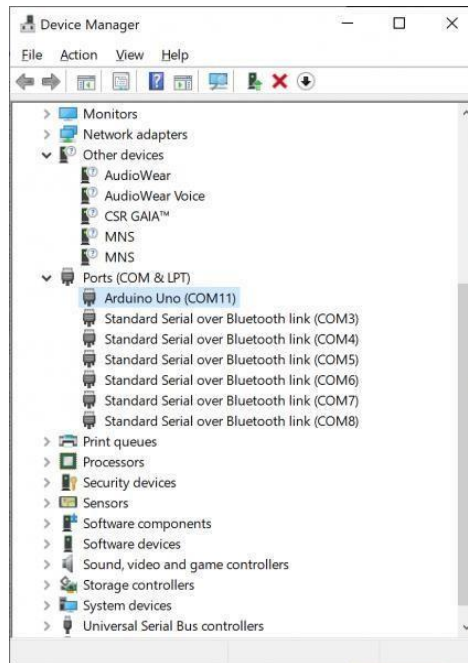 Device Manager
File Action View Help
Monitors
Network adapters
Other devices
AudioWear
AudioWear Voice
CSR GAIA™
MNS
MNS
Ports (COM & LPT)
Arduino Uno (COM11)
Standard Serial over Bluetooth link (COM3)
Standard Serial over Bluetooth link (COM4)
Standard Serial over Bluetooth link (COM5)
Standard Serial over Bluetooth link (COM6)
Standard Serial over Bluetooth link (COM7)
Standard Serial over Bluetooth link (COM8)
Print queues
Processors
Security devices
Sensors
Software components
Software devices
Sound, video and game controllers
Storage controllers
System devices
Universal Serial Bus controllers